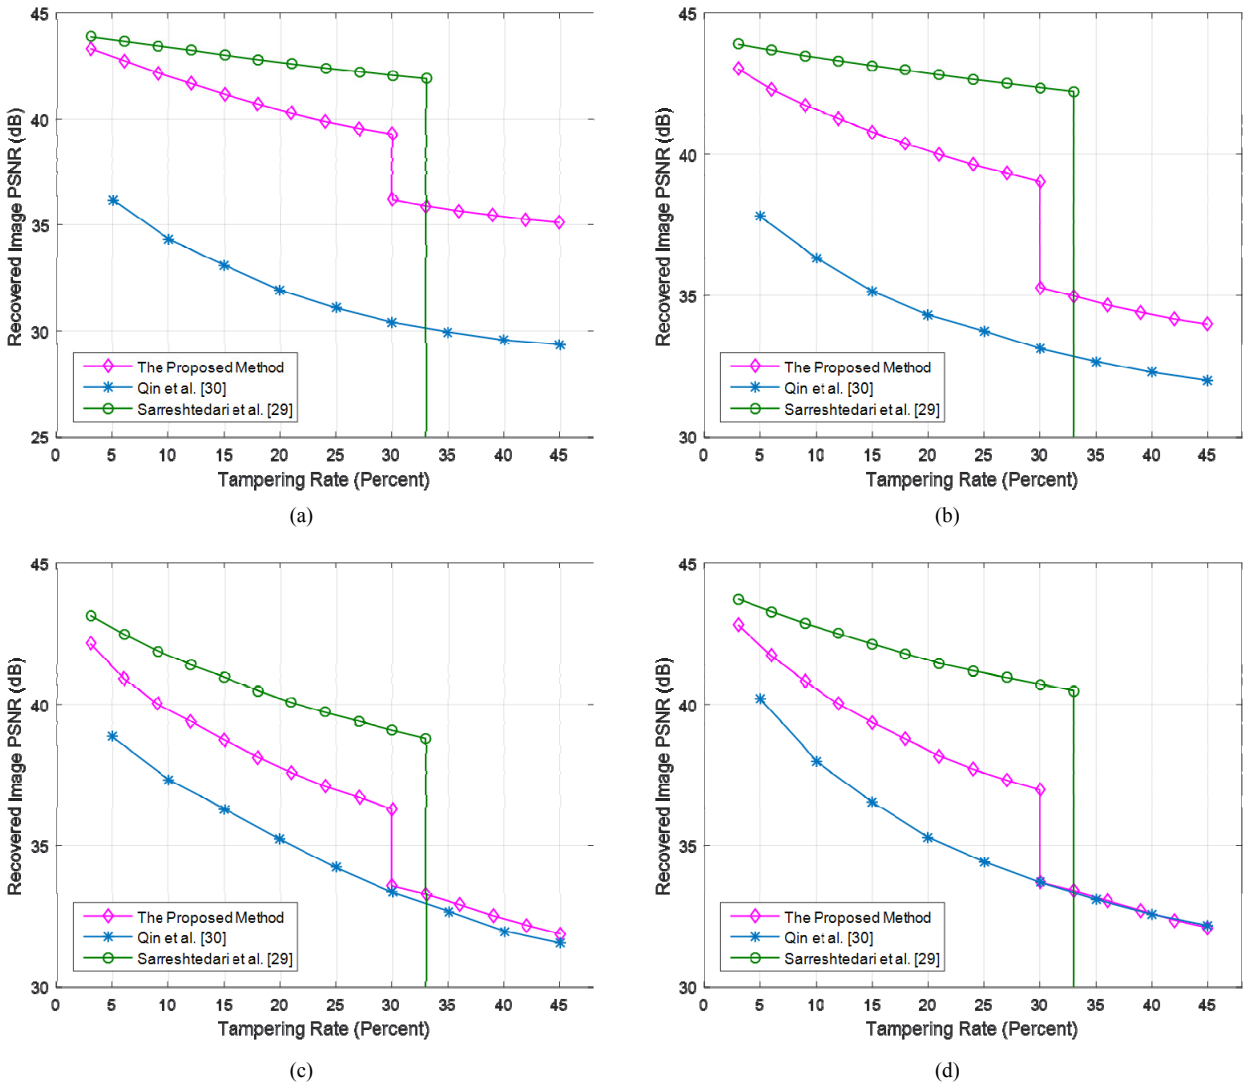 45
40
35
30
25
Recovered Image PSNR (dB)
The Proposed Method
Qin et al. [30]
Sarreshtedari et al. [29]
0 5 10 15 20 25 30 35 40 45
Tampering Rate (Percent)
(a)
45
40
35
30
Recovered Image PSNR (dB)
The Proposed Method
Qin et al. [30]
Sarreshtedari et al. [29]
0 5 10 15 20 25 30 35 40 45
Tampering Rate (Percent)
(b)
45
40
35
30
Recovered Image PSNR (dB)
The Proposed Method
Qin et al. [30]
Sarreshtedari et al. [29]
0 5 10 15 20 25 30 35 40 45
Tampering Rate (Percent)
(c)
45
40
35
30
Recovered Image PSNR (dB)
The Proposed Method
Qin et al. [30]
Sarreshtedari et al. [29]
0 5 10 15 20 25 30 35 40 45
Tampering Rate (Percent)
(d)